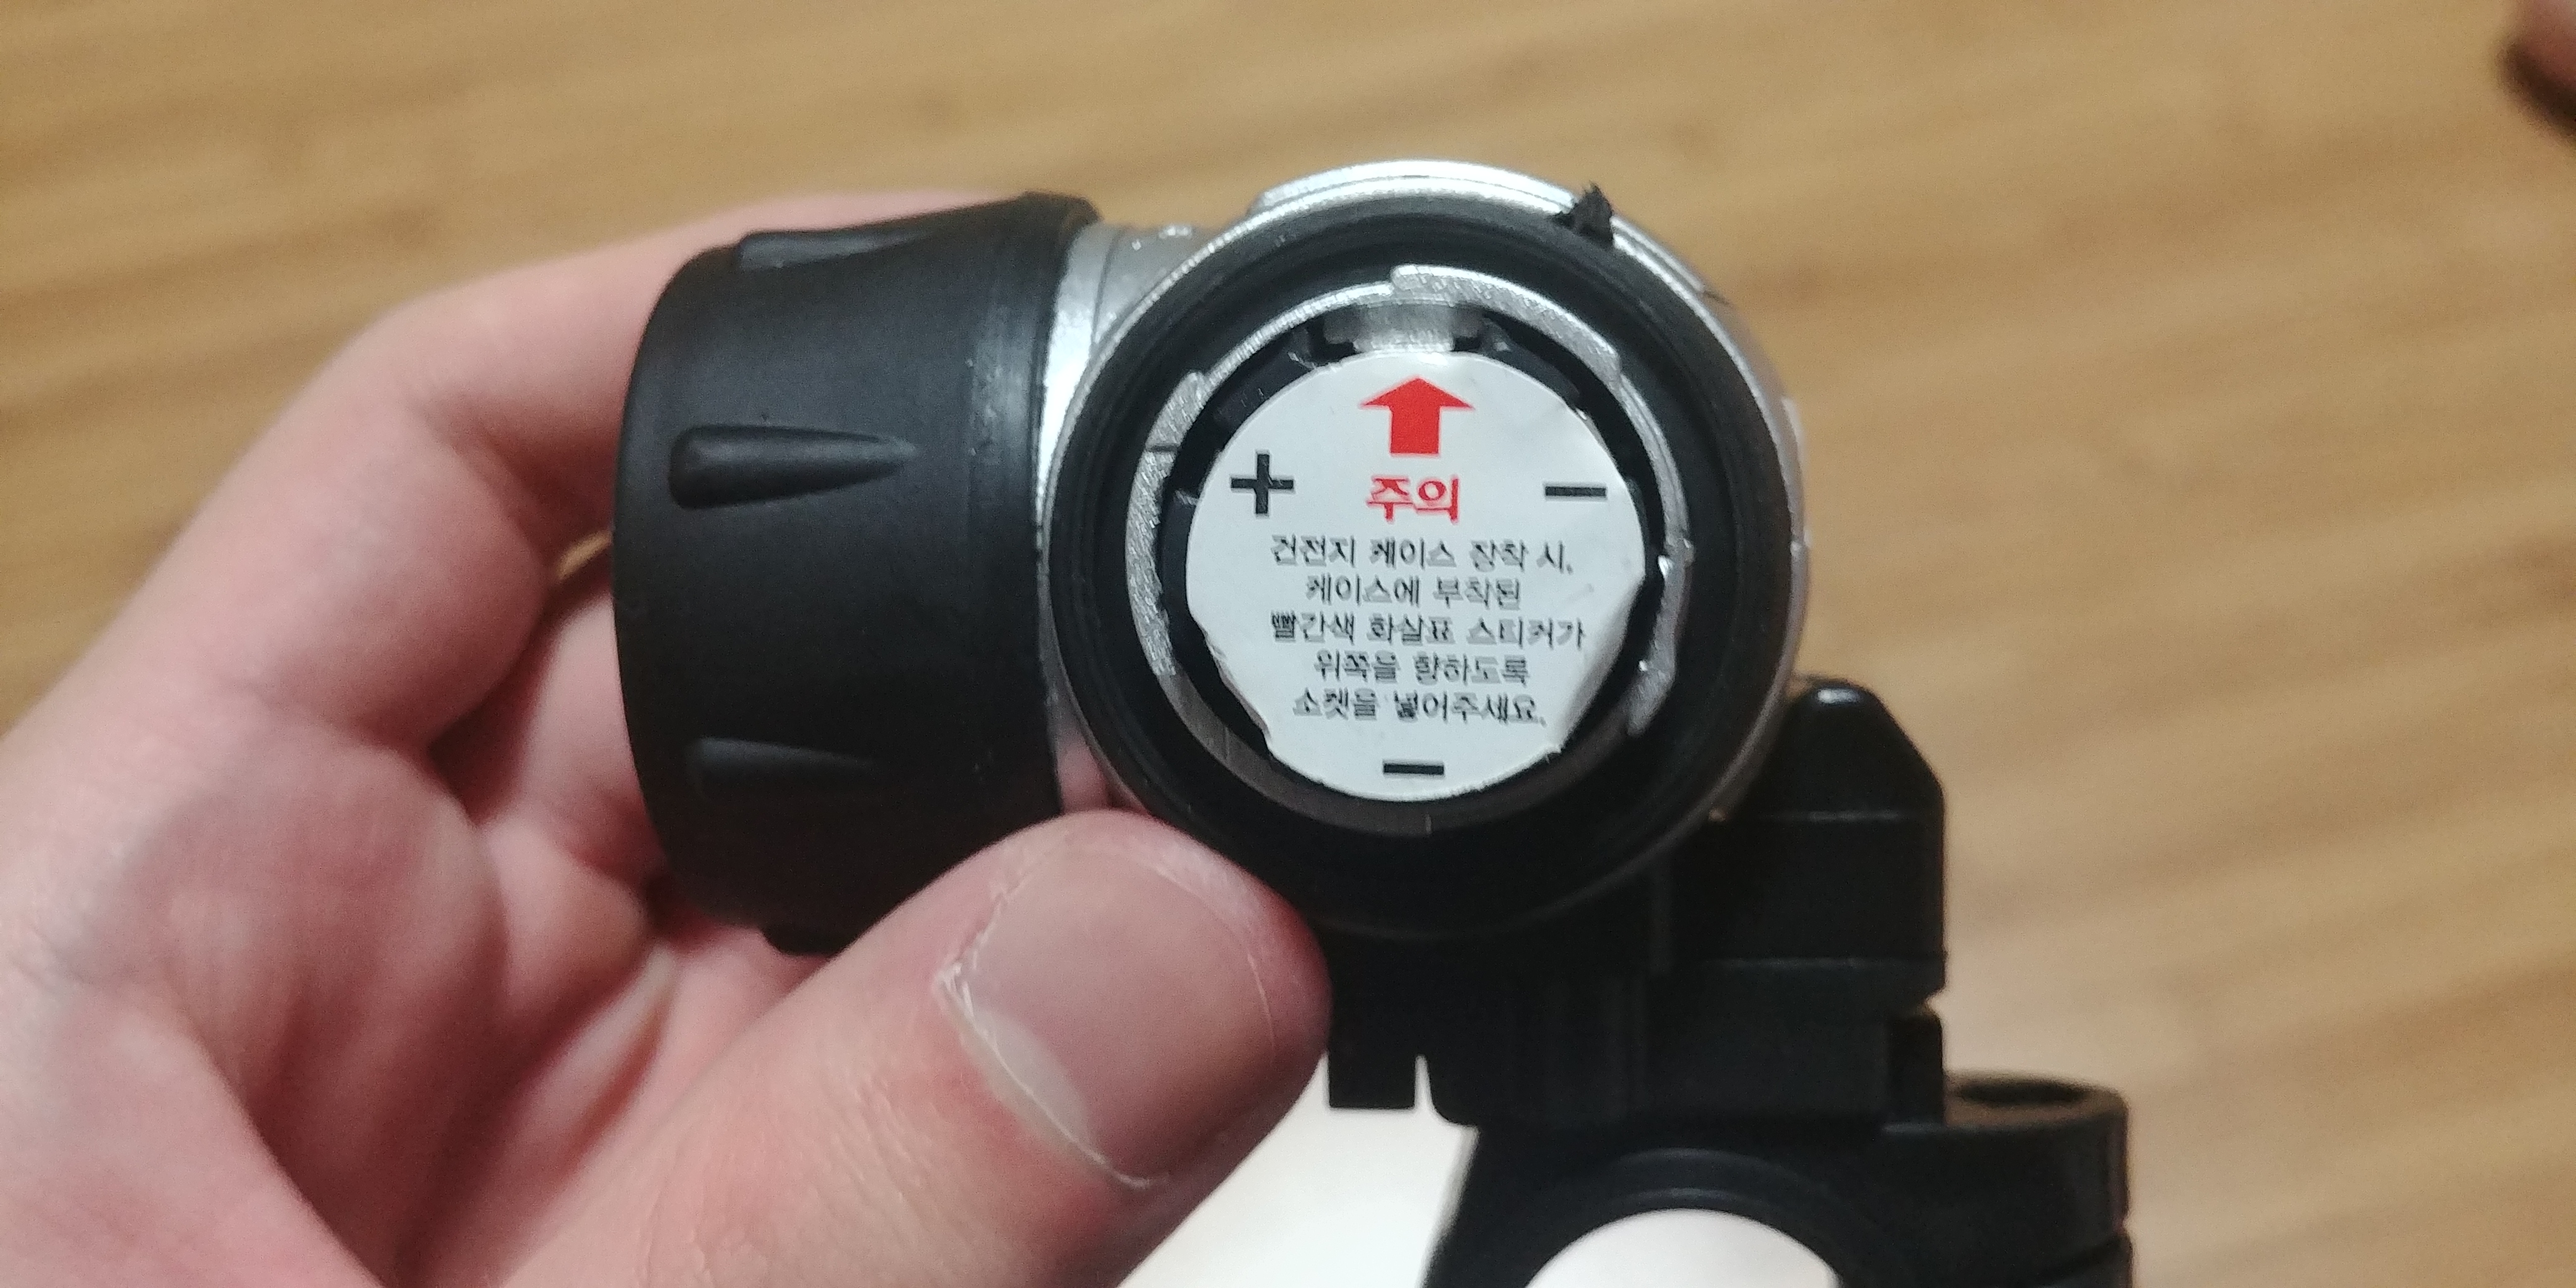 +
주의
−
건전지 케이스 장착 시,
케이스에 부착된
빨간색 화살표 스티커가
위쪽을 향하도록
소켓을 넣어주세요.
−